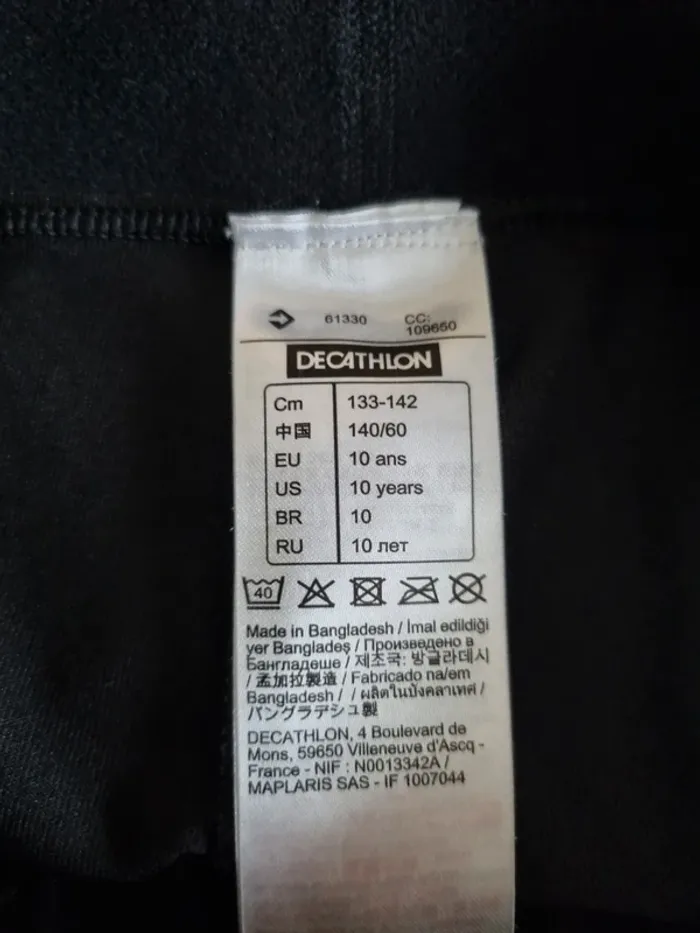 61330 CC: 109650
DECATHLON
Cm 133-142
中国 140/60
EU 10 ans
US 10 years
BR 10
RU 10 лет
40
Made in Bangladesh / İmal edildiği
yer Bangladeş / Произведено в
Бангладеше / 제조국: 방글라데시
/ 孟加拉製造 / Fabricado na/em
Bangladesh / / ผลิตในบังคลาเทศ /
バングラデシュ製
DECATHLON, 4 Boulevard de
Mons, 59650 Villeneuve d'Ascq -
France - NIF : N0013342A /
MAPLARIS SAS - IF 1007044